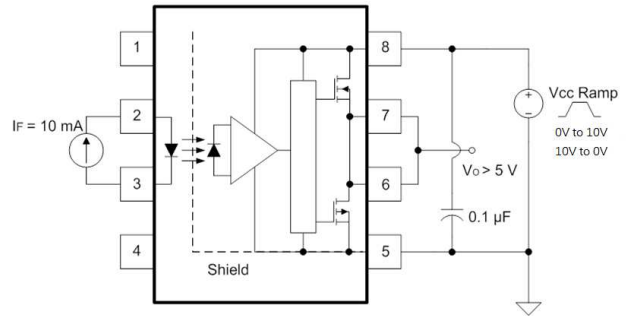 1
8
IF = 10 mA
2
7
+
−
Vcc Ramp
0V to 10V
10V to 0V
3
6
VO > 5 V
0.1 µF
4
5
Shield